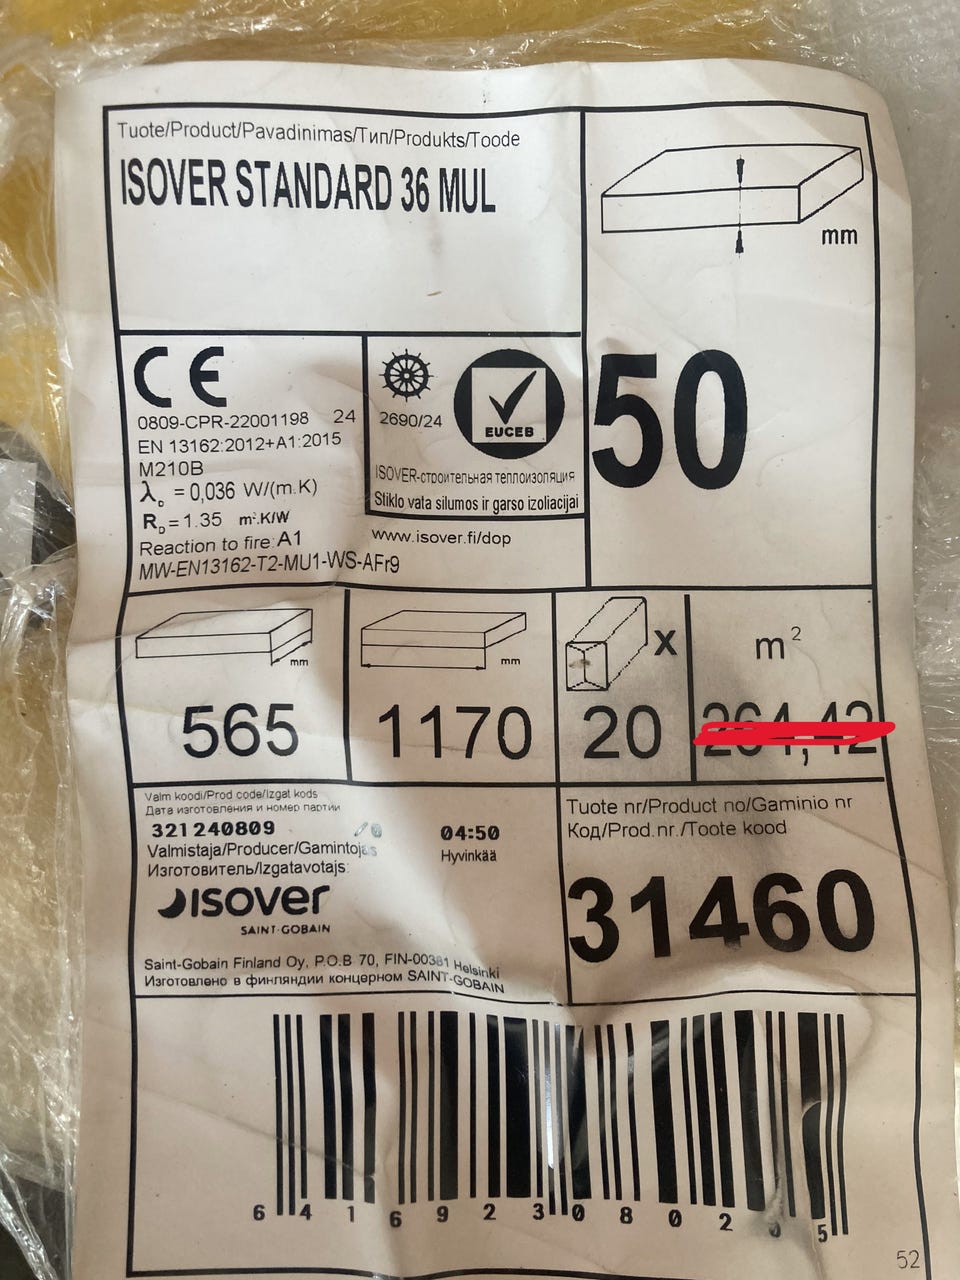 Tuote/Product/Pavadinimas/Тип/Produkts/Toode
ISOVER STANDARD 36 MUL
mm
50
CE
0809-CPR-22001198 24
EN 13162:2012+A1:2015
M210B
λD = 0,036 W/(m.K)
RD = 1.35 m².K/W
Reaction to fire: A1
MW-EN13162-T2-MU1-WS-AFr9
2690/24
EUCEB
ISOVER-строительная теплоизоляция
Stiklo vata silumos ir garso izoliacijai
www.isover.fi/dop
mm
565
mm
1170
x
20
m²
Valm koodi/Prod code/Izgat kods
Дата изготовления и номер партии
321240809
04:50
Valmistaja/Producer/Gamintojas
Hyvinkää
Изготовитель/Izgatavotajs:
isover
SAINT-GOBAIN
Saint-Gobain Finland Oy, P.O.B 70, FIN-00381 Helsinki
Изготовлено в финляндии концерном SAINT-GOBAIN
Tuote nr/Product no/Gaminio nr
Код/Prod.nr./Toote kood
31460
6 416923 0802 5
52